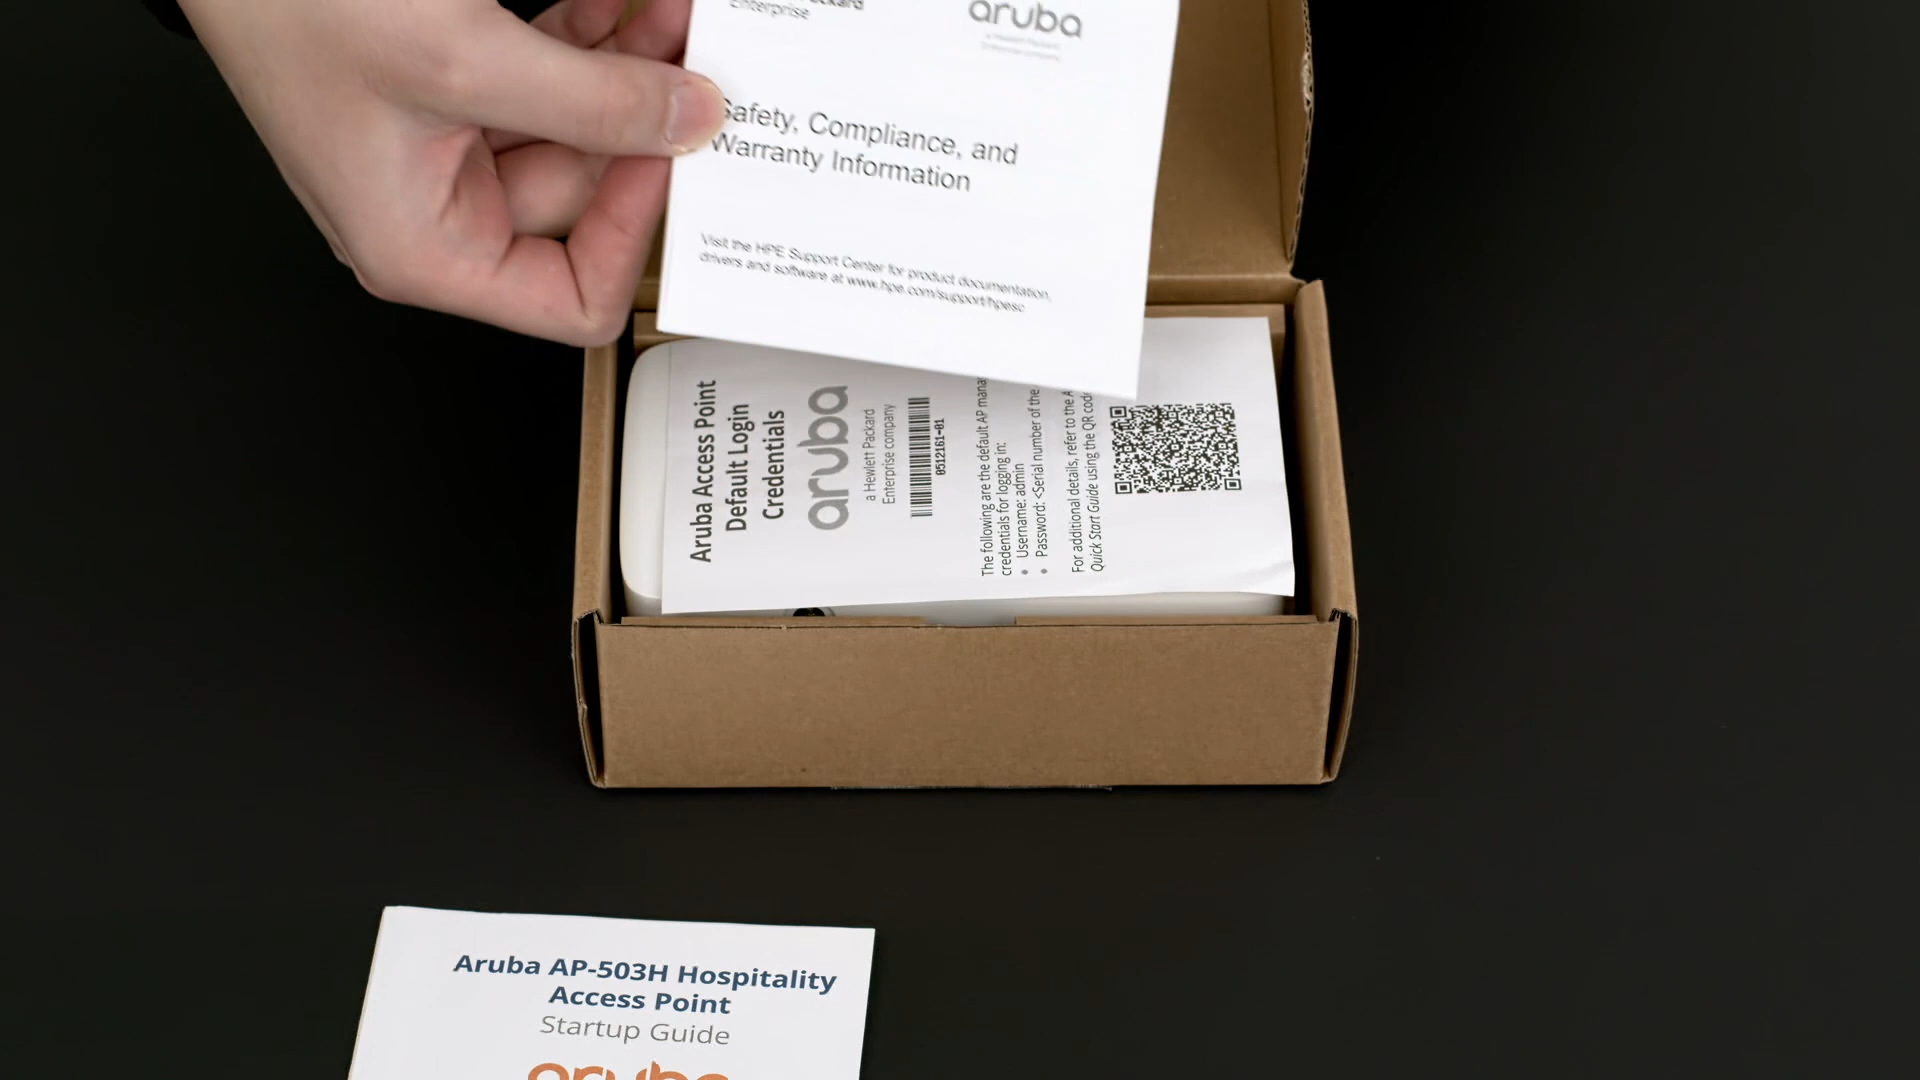 Enterprise
aruba
Safety, Compliance, and
Warranty Information
Visit the HPE Support Center for product documentation,
drivers and software at www.hpe.com/support/hpesc
Aruba Access Point
Default Login
Credentials
aruba
a Hewlett Packard
Enterprise company
0512161-01
The following are the default AP
credentials for logging in:
• Username: admin
• Password: <Serial number of the
For additional details, refer to the
Quick Start Guide using the QR code
Aruba AP-503H Hospitality
Access Point
Startup Guide
aruba